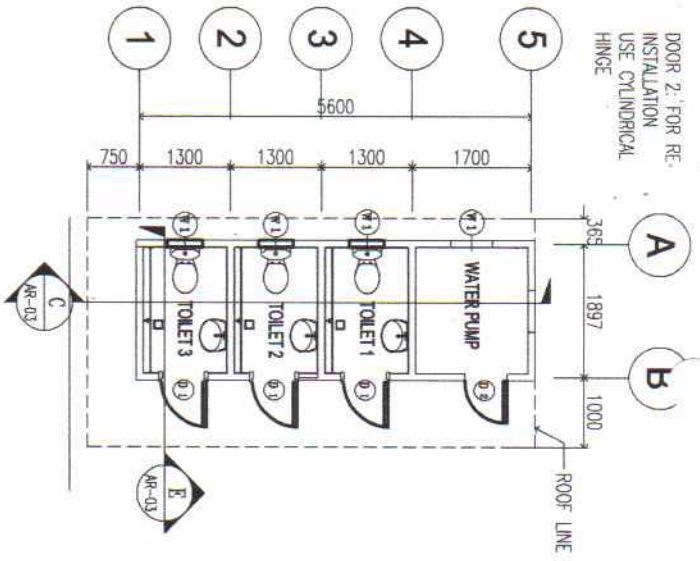 DOOR 2: FOR RE.
INSTALLATION
USE CYLINDRICAL
HINGE
1
2
3
4
5
5600
750
1300
1300
1300
1700
A
B
365
1897
1000
W1
W1
W1
W1
TOILET 3
TOILET 2
TOILET 1
WATER PUMP
D1
D1
D1
D2
ROOF LINE
C
AR-03
E
AR-03